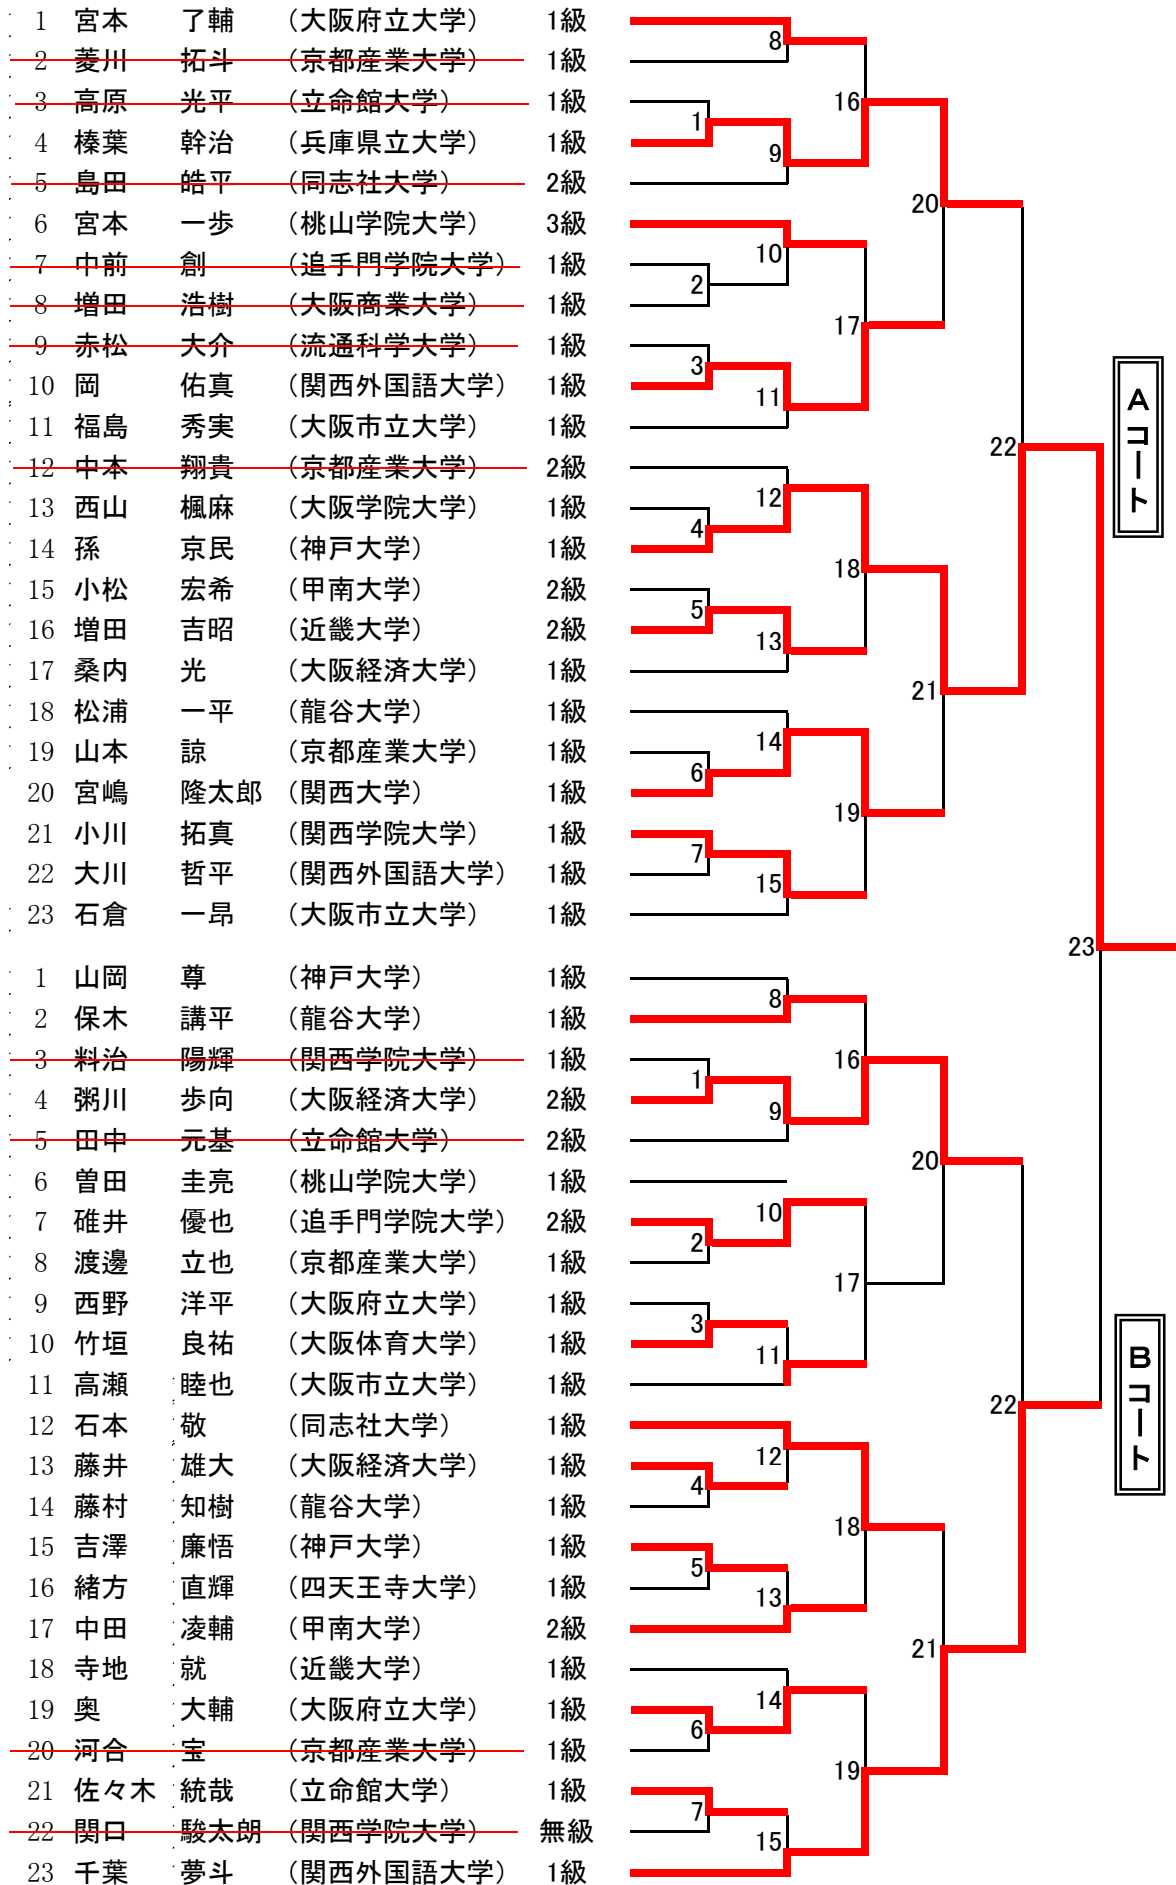 1 宮本 了輔 （大阪府立大学） 1級
2 菱川 拓斗 （京都産業大学） 1級
3 高原 光平 （立命館大学） 1級
4 榛葉 幹治 （兵庫県立大学） 1級
5 島田 皓平 （同志社大学） 2級
6 宮本 一歩 （桃山学院大学） 3級
7 中前 創 （追手門学院大学） 1級
8 増田 浩樹 （大阪商業大学） 1級
9 赤松 大介 （流通科学大学） 1級
10 岡 佑真 （関西外国語大学） 1級
11 福島 秀実 （大阪市立大学） 1級
12 中本 翔貴 （京都産業大学） 2級
13 西山 楓麻 （大阪学院大学） 1級
14 孫 京民 （神戸大学） 1級
15 小松 宏希 （甲南大学） 2級
16 増田 吉昭 （近畿大学） 2級
17 桑内 光 （大阪経済大学） 1級
18 松浦 一平 （龍谷大学） 1級
19 山本 諒 （京都産業大学） 1級
20 宮嶋 隆太郎 （関西大学） 1級
21 小川 拓真 （関西学院大学） 1級
22 大川 哲平 （関西外国語大学） 1級
23 石倉 一昂 （大阪市立大学） 1級
8
16
1
9
20
10
2
17
3
11
22
12
4
18
5
13
21
14
6
19
7
15
Aコート
23
1 山岡 尊 （神戸大学） 1級
2 保木 講平 （龍谷大学） 1級
3 料治 陽輝 （関西学院大学） 1級
4 粥川 歩向 （大阪経済大学） 2級
5 田中 元基 （立命館大学） 2級
6 曽田 圭亮 （桃山学院大学） 1級
7 碓井 優也 （追手門学院大学） 2級
8 渡邊 立也 （京都産業大学） 1級
9 西野 洋平 （大阪府立大学） 1級
10 竹垣 良祐 （大阪体育大学） 1級
11 高瀬 睦也 （大阪市立大学） 1級
12 石本 敬 （同志社大学） 1級
13 藤井 雄大 （大阪経済大学） 1級
14 藤村 知樹 （龍谷大学） 1級
15 吉澤 廉悟 （神戸大学） 1級
16 緒方 直輝 （四天王寺大学） 1級
17 中田 凌輔 （甲南大学） 2級
18 寺地 就 （近畿大学） 1級
19 奥 大輔 （大阪府立大学） 1級
20 河合 宝 （京都産業大学） 1級
21 佐々木 統哉 （立命館大学） 1級
22 関口 駿太朗 （関西学院大学） 無級
23 千葉 夢斗 （関西外国語大学） 1級
8
16
1
9
20
10
2
17
3
11
22
12
4
18
5
13
21
14
6
19
7
15
Bコート